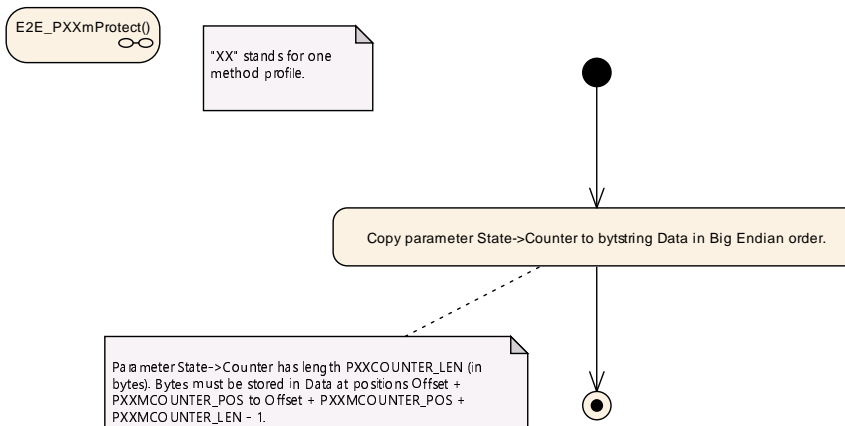 E2E_PXXmProtect()
"XX" stands for one
method profile.
Copy parameter State->Counter to bytstring Data in Big Endian order.
Parameter State->Counter has length PXXCOUNTER_LEN (in
bytes). Bytes must be stored in Data at positions Offset +
PXXMCOUNTER_POS to Offset + PXXMCOUNTER_POS +
PXXMCOUNTER_LEN - 1.